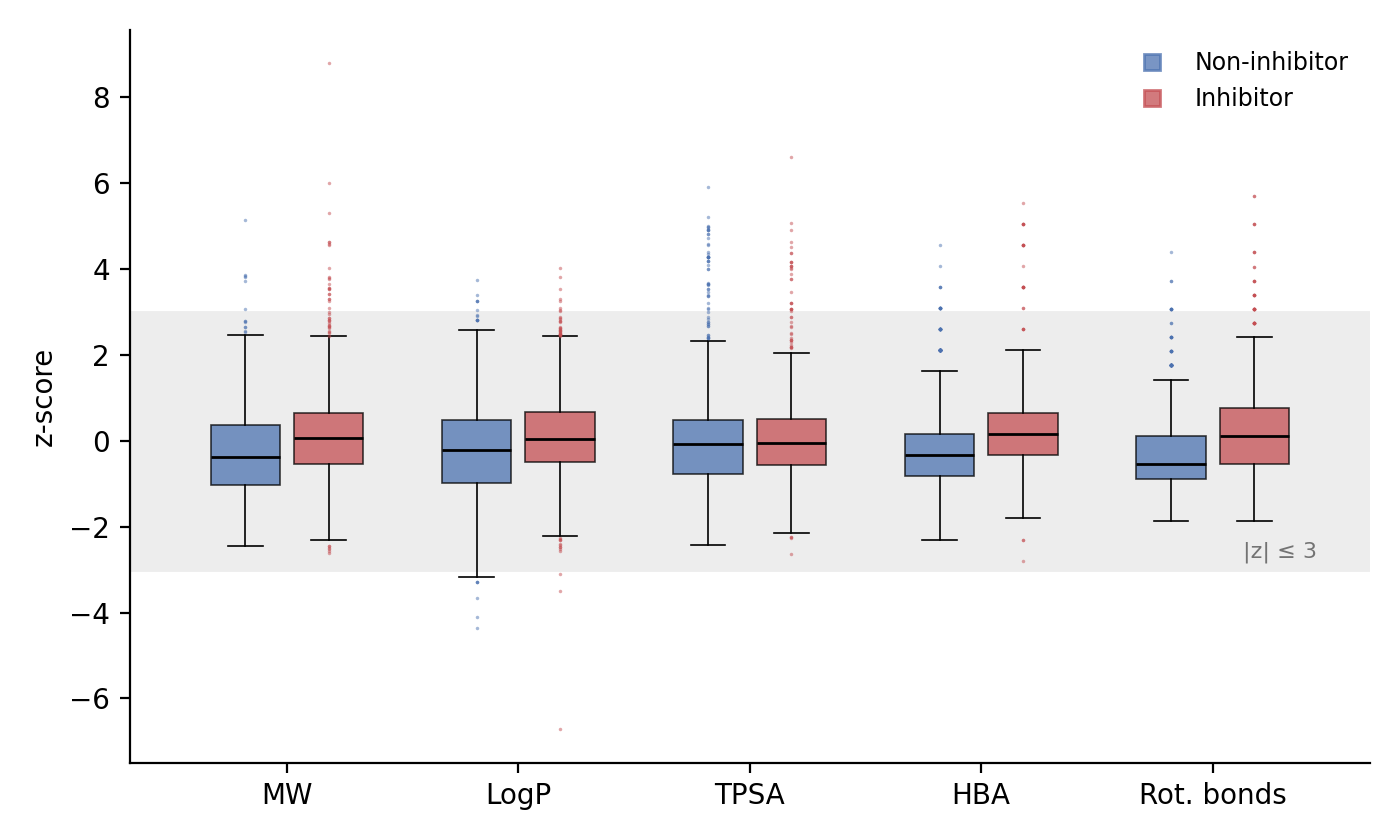 Non-inhibitor
Inhibitor
z-score
8
6
4
2
0
−2
−4
−6
|z| ≤ 3
MW LogP TPSA HBA Rot. bonds